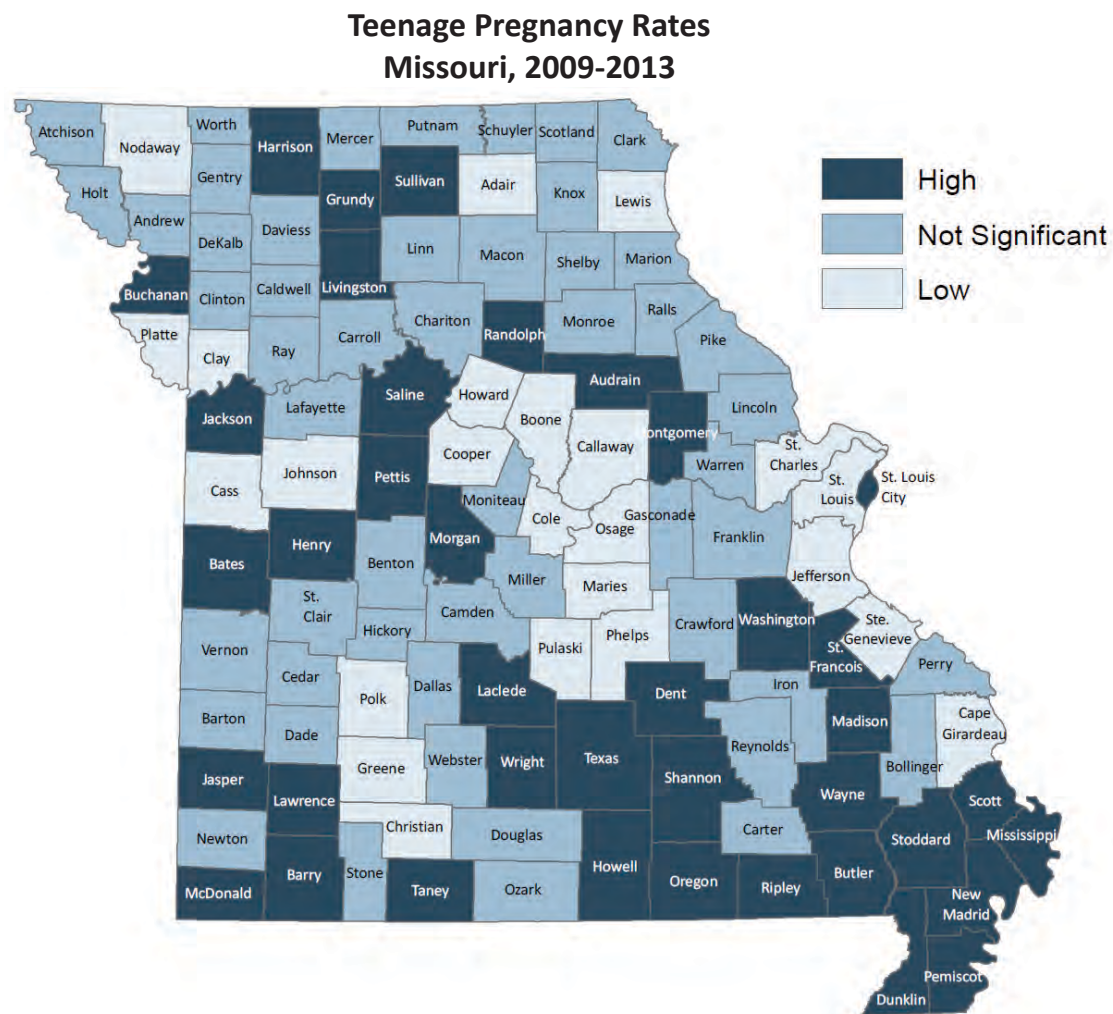 Teenage Pregnancy Rates
Missouri, 2009-2013
High
Not Significant
Low
Atchison
Nodaway
Worth
Harrison
Mercer
Putnam
Schuyler
Scotland
Clark
Holt
Gentry
Grundy
Sullivan
Adair
Knox
Lewis
Andrew
DeKalb
Daviess
Linn
Macon
Shelby
Marion
Buchanan
Clinton
Caldwell
Livingston
Chariton
Randolph
Monroe
Ralls
Pike
Platte
Clay
Ray
Carroll
Jackson
Lafayette
Saline
Howard
Boone
Audrain
Callaway
ontgomery
Lincoln
Warren
St.
Charles
St.
Louis
St. Louis
City
Cass
Johnson
Pettis
Cooper
Moniteau
Cole
Osage
Gasconade
Franklin
Jefferson
Bates
Henry
Benton
Morgan
Miller
Maries
St.
Clair
Hickory
Camden
Pulaski
Phelps
Crawford
Washington
Ste.
Genevieve
St.
Francois
Perry
Vernon
Cedar
Polk
Dallas
Laclede
Dent
Iron
Madison
Cape
Girardeau
Barton
Dade
Greene
Webster
Wright
Texas
Shannon
Reynolds
Bollinger
Jasper
Lawrence
Christian
Douglas
Howell
Carter
Wayne
Scott
Stoddard
Mississippi
Newton
McDonald
Barry
Stone
Taney
Ozark
Oregon
Ripley
Butler
New
Madrid
Pemiscot
Dunklin